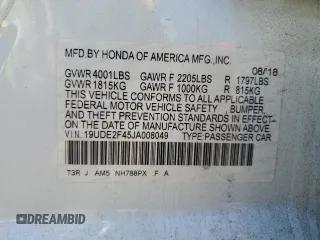 MFD.BY HONDA OF AMERICA MFG.,INC.
08/18
GVWR 4001LBS GAWR F 2205LBS R 1797LBS
GVWR 1815KG GAWR F 1000KG R 815KG
THIS VEHICLE CONFORMS TO ALL APPLICABLE
FEDERAL MOTOR VEHICLE SAFETY, BUMPER,
AND THEFT PREVENTION STANDARDS IN EFFECT
ON THE DATE OF MANUFACTURE SHOWN ABOVE.
V.I.N.:19UDE2F45JA008049 TYPE:PASSENGER CAR
T3R J AM5 NH788PX F A
© DREAMBID
DREAMBID.COM